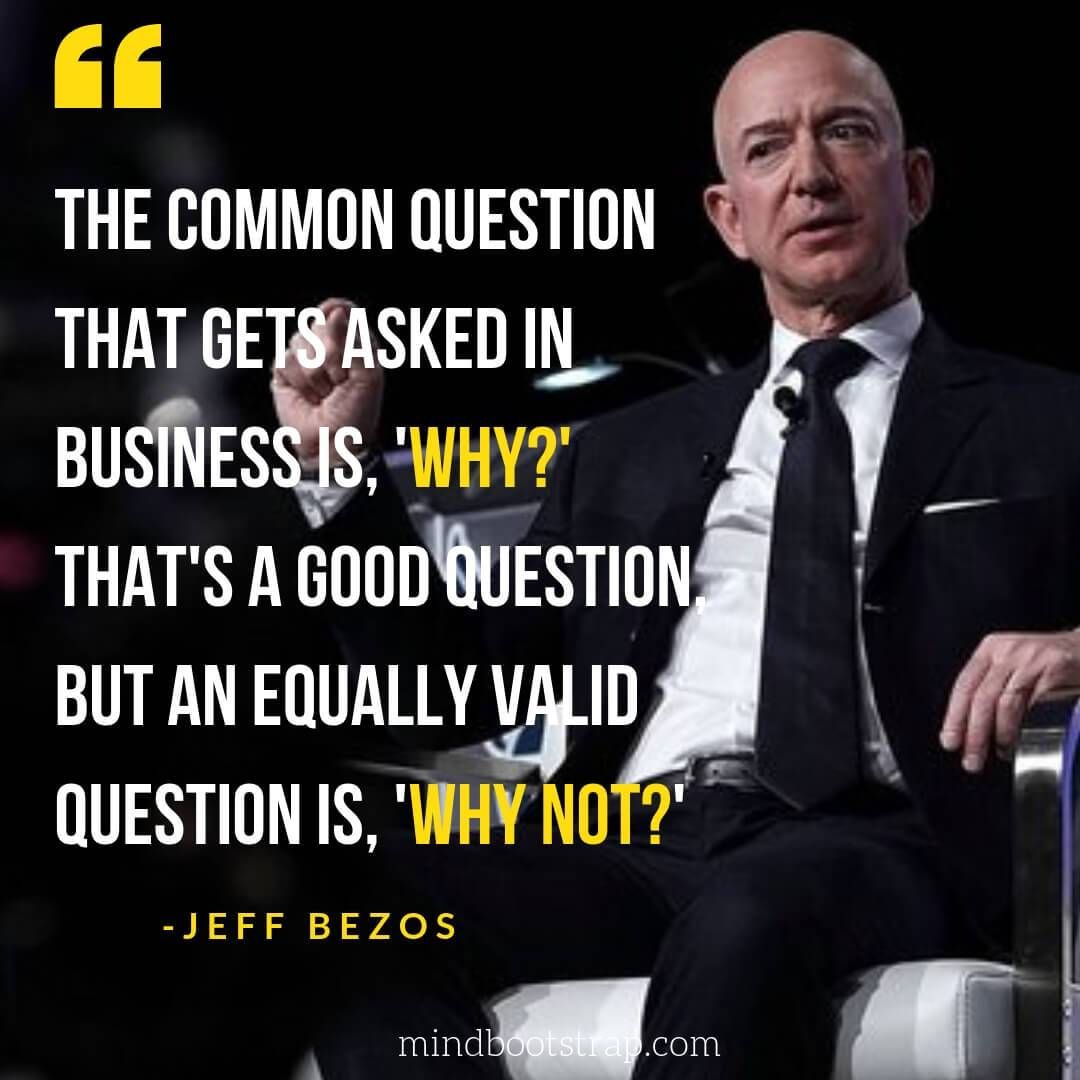 THE COMMON QUESTION
THAT GETS ASKED IN
BUSINESS IS, 'WHY?'
THAT'S A GOOD QUESTION,
BUT AN EQUALLY VALID
QUESTION IS, 'WHY NOT?'
-JEFF BEZOS
mindbootstrap.com